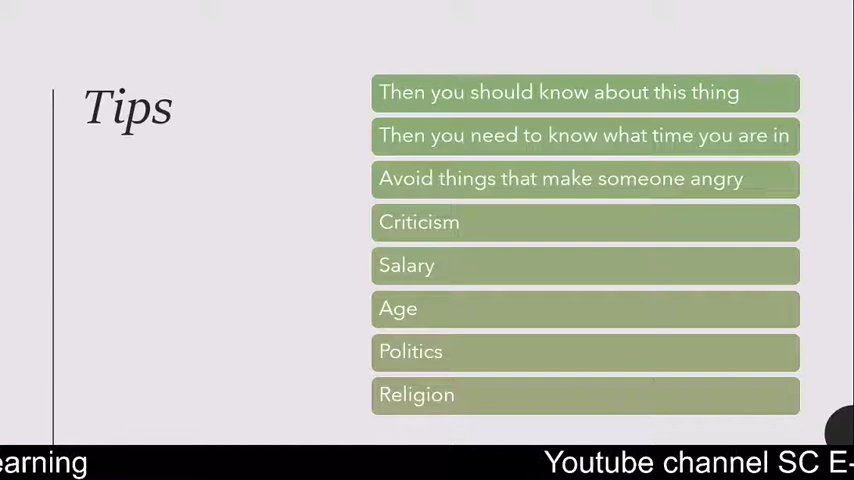 Tips
Then you should know about this thing
Then you need to know what time you are in
Avoid things that make someone angry
Criticism
Salary
Age
Politics
Religion
earning Youtube channel SC E-